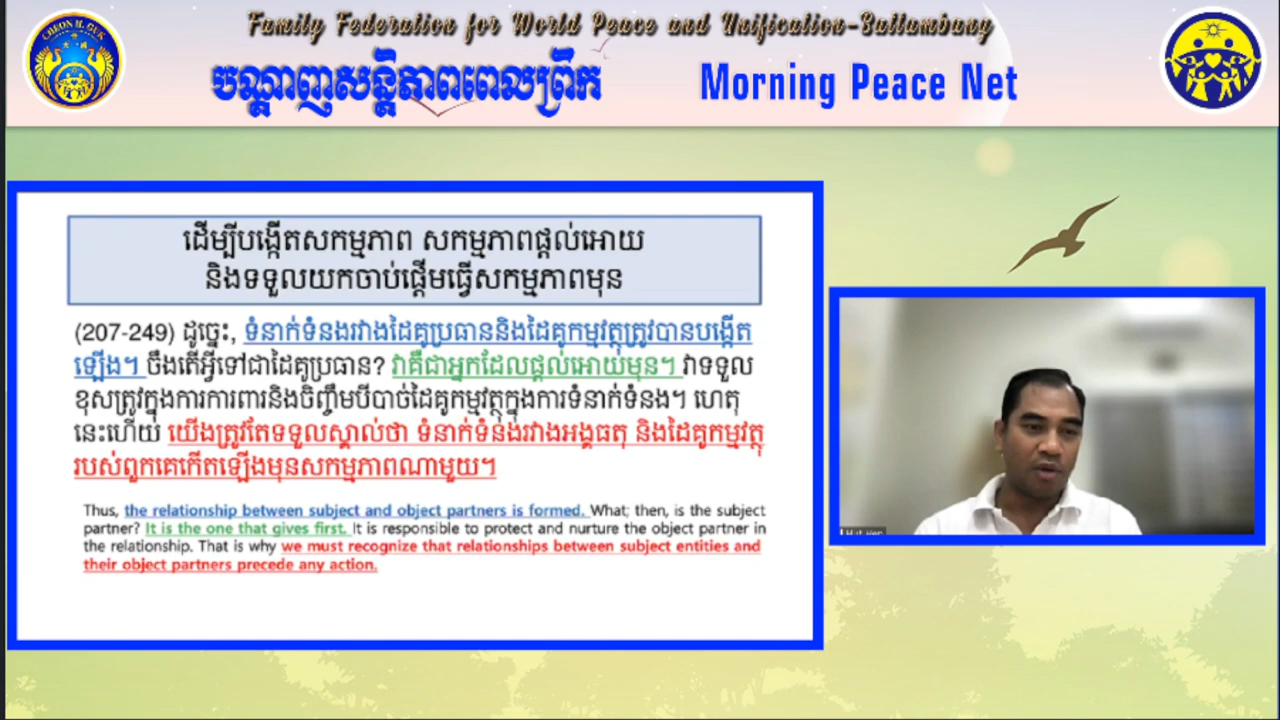 CHEON IL GUK
Family Federation for World Peace and Unification-Battambang
បណ្ដាញសន្តិភាពពេលព្រឹក
Morning Peace Net
ដើម្បីបង្កើតសកម្មភាព សកម្មភាពផ្តល់អោយ
និងទទួលយកចាប់ផ្តើមធ្វើសកម្មភាពមុន
(207-249) ដូច្នេះ, ទំនាក់ទំនងរវាងដៃគូប្រធាននិងដៃគូកម្មវត្ថុត្រូវបានបង្កើត
ឡើង។ ចឹងតើអ្វីទៅជាដៃគូប្រធាន? វាគឺជាអ្នកដែលផ្តល់អោយមុន។ វាទទួល
ខុសត្រូវក្នុងការការពារនិងចិញ្ចឹមបីបាច់ដៃគូកម្មវត្ថុក្នុងការទំនាក់ទំនង។ ហេតុ
នេះហើយ យើងត្រូវតែទទួលស្គាល់ថា ទំនាក់ទំនងរវាងអង្គធតុ និងដៃគូកម្មវត្ថុ
របស់ពួកគេកើតឡើងមុនសកម្មភាពណាមួយ។
Thus, the relationship between subject and object partners is formed. What; then, is the subject
partner? It is the one that gives first. It is responsible to protect and nurture the object partner in
the relationship. That is why we must recognize that relationships between subject entities and
their object partners precede any action.